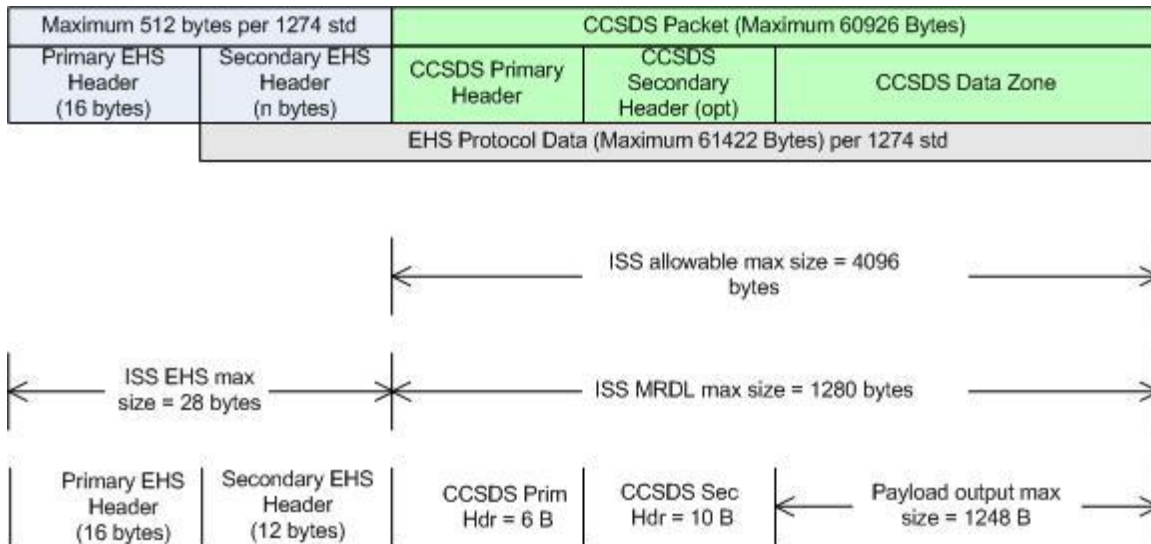 Maximum 512 bytes per 1274 std
CCSDS Packet (Maximum 60926 Bytes)
Primary EHS
Header
(16 bytes)
Secondary EHS
Header
(n bytes)
CCSDS Primary
Header
CCSDS
Secondary
Header (opt)
CCSDS Data Zone
EHS Protocol Data (Maximum 61422 Bytes) per 1274 std
ISS allowable max size = 4096
bytes
ISS EHS max
size = 28 bytes
ISS MRDL max size = 1280 bytes
Primary EHS
Header
(16 bytes)
Secondary EHS
Header
(12 bytes)
CCSDS Prim
Hdr = 6 B
CCSDS Sec
Hdr = 10 B
Payload output max
size = 1248 B